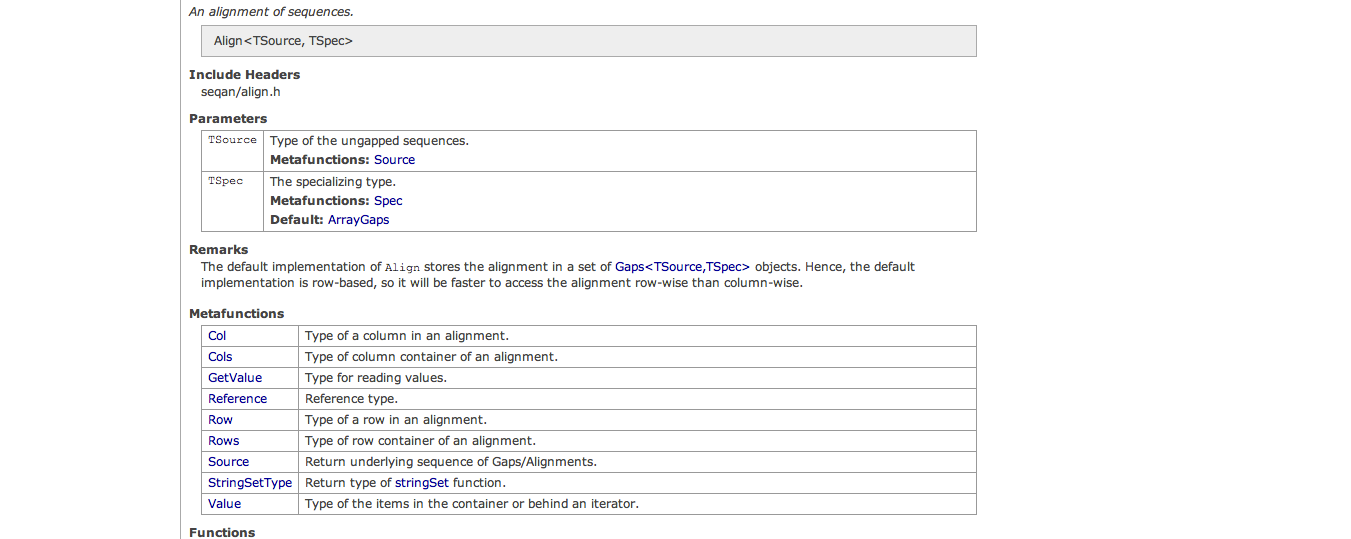 An alignment of sequences.
Align<TSource, TSpec>
Include Headers
seqan/align.h
Parameters
TSource Type of the ungapped sequences.
Metafunctions: Source
TSpec The specializing type.
Metafunctions: Spec
Default: ArrayGaps
Remarks
The default implementation of Align stores the alignment in a set of Gaps<TSource,TSpec> objects. Hence, the default
implementation is row-based, so it will be faster to access the alignment row-wise than column-wise.
Metafunctions
Col Type of a column in an alignment.
Cols Type of column container of an alignment.
GetValue Type for reading values.
Reference Reference type.
Row Type of a row in an alignment.
Rows Type of row container of an alignment.
Source Return underlying sequence of Gaps/Alignments.
StringSetType Return type of stringSet function.
Value Type of the items in the container or behind an iterator.
Functions